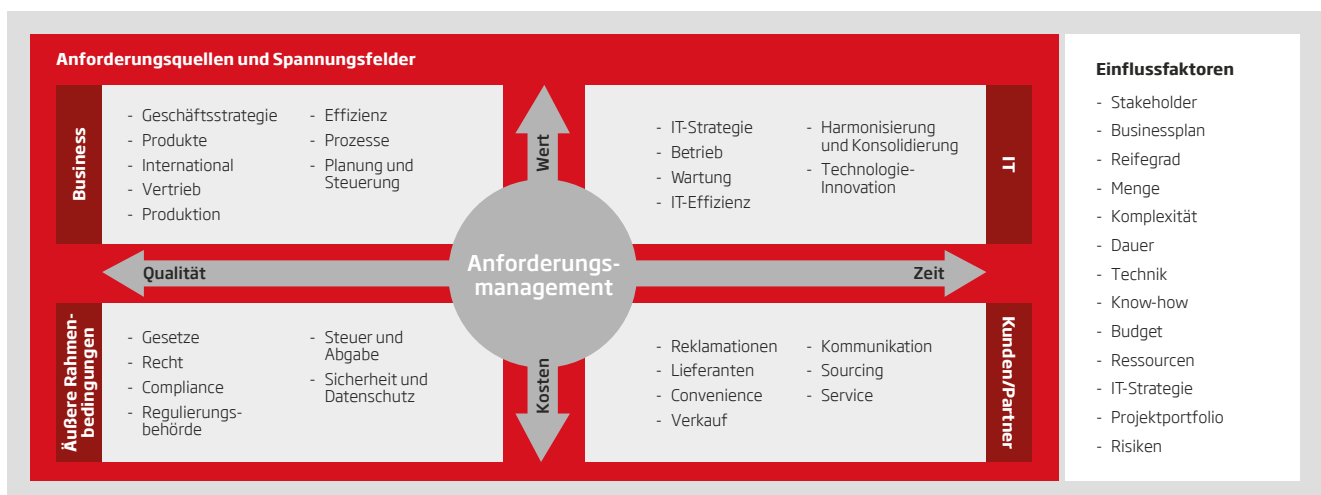 Anforderungsquellen und Spannungsfelder
Business
- Geschäftsstrategie
- Produkte
- International
- Vertrieb
- Produktion
- Effizienz
- Prozesse
- Planung und
Steuerung
Wert
- IT-Strategie
- Betrieb
- Wartung
- IT-Effizienz
- Harmonisierung
und Konsolidierung
- Technologie-
Innovation
IT
Qualität
Anforderungs-
management
Zeit
Äußere Rahmen-
bedingungen
- Gesetze
- Recht
- Compliance
- Regulierungs-
behörde
- Steuer und
Abgabe
- Sicherheit und
Datenschutz
Kosten
- Reklamationen
- Lieferanten
- Convenience
- Verkauf
- Kommunikation
- Sourcing
- Service
Kunden/Partner
Einflussfaktoren
- Stakeholder
- Businessplan
- Reifegrad
- Menge
- Komplexität
- Dauer
- Technik
- Know-how
- Budget
- Ressourcen
- IT-Strategie
- Projektportfolio
- Risiken